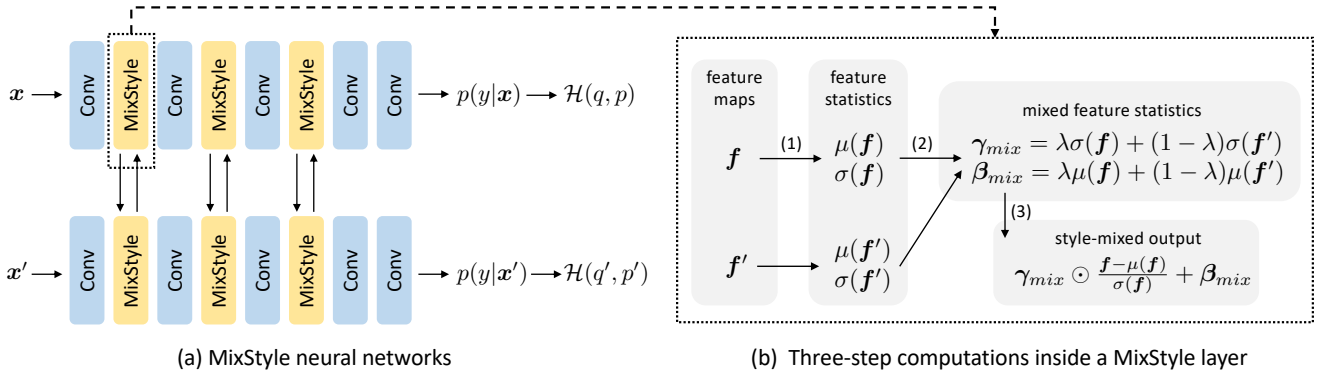 x
Conv
MixStyle
Conv
MixStyle
Conv
MixStyle
Conv
Conv
p(y|x)
H(q, p)
x′
Conv
MixStyle
Conv
MixStyle
Conv
MixStyle
Conv
Conv
p(y|x′)
H(q′, p′)
(a) MixStyle neural networks
feature
maps
f
f′
(1)
feature
statistics
μ(f)
σ(f)
μ(f′)
σ(f′)
(2)
mixed feature statistics
γ_mix = λσ(f) + (1 − λ)σ(f′)
β_mix = λμ(f) + (1 − λ)μ(f′)
(3)
style-mixed output
γ_mix ⊙ (f−μ(f))/σ(f) + β_mix
(b) Three-step computations inside a MixStyle layer